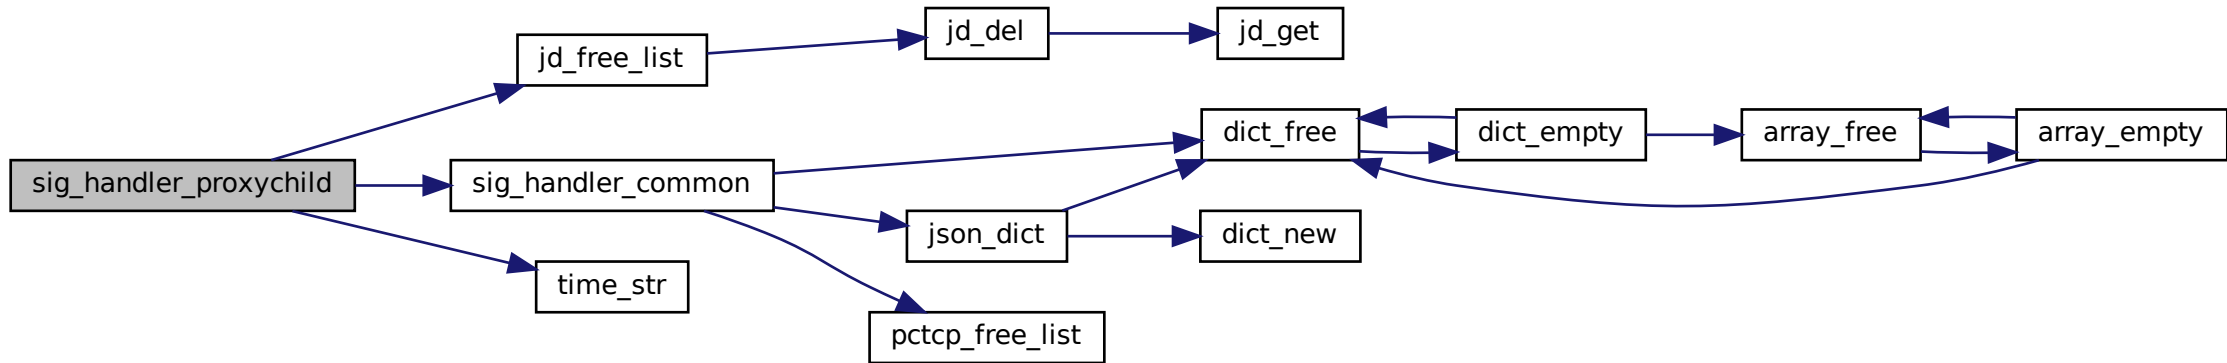 jd_del
jd_get
jd_free_list
dict_free
dict_empty
array_free
array_empty
sig_handler_proxychild
sig_handler_common
json_dict
dict_new
time_str
pctcp_free_list